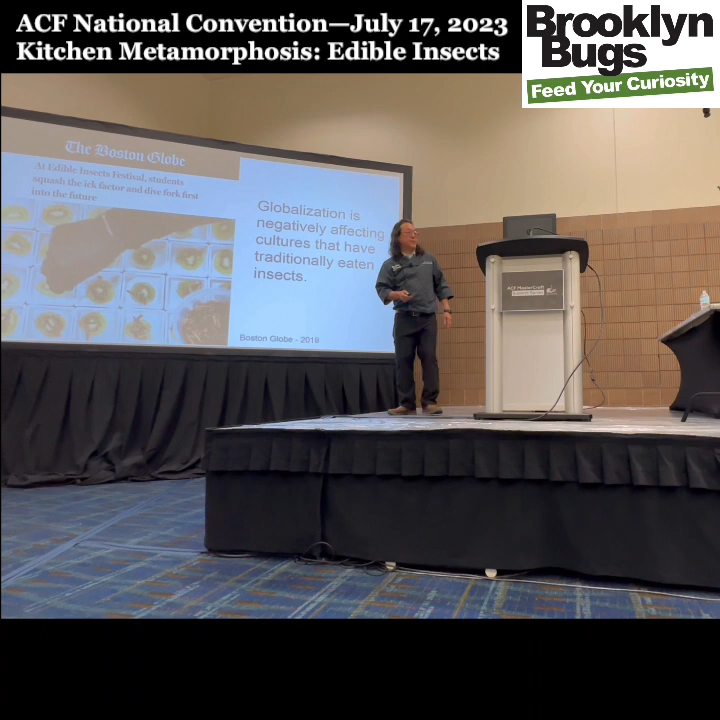 ACF National Convention—July 17, 2023
Kitchen Metamorphosis: Edible Insects
Brooklyn
Bugs
Feed Your Curiosity
The Boston Globe
At Edible Insects Festival, students
squash the ick factor and dive fork first
into the future
Globalization is
negatively affecting
cultures that have
traditionally eaten
insects.
Boston Globe - 2019
ACF MasterCraft